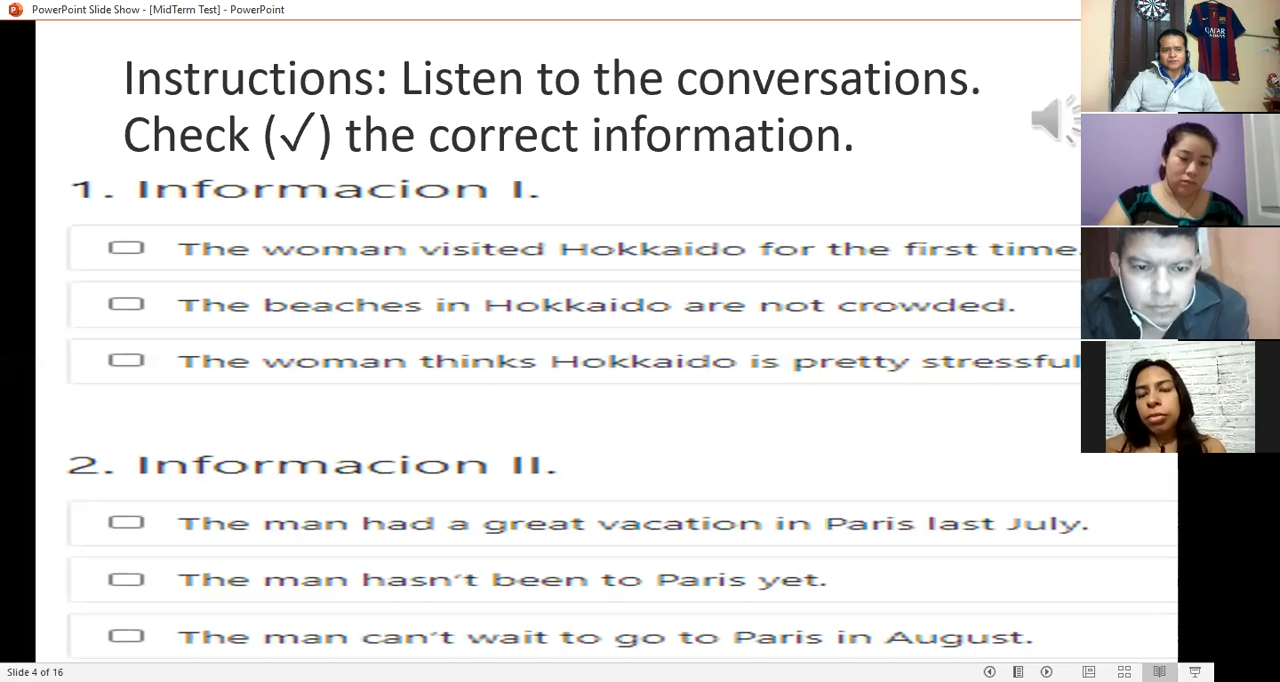 PowerPoint Slide Show - [MidTerm Test] - PowerPoint
Instructions: Listen to the conversations.
Check (✓) the correct information.
1. Informacion I.
The woman visited Hokkaido for the first time.
The beaches in Hokkaido are not crowded.
The woman thinks Hokkaido is pretty stressful
2. Informacion II.
The man had a great vacation in Paris last July.
The man hasn't been to Paris yet.
The man can't wait to go to Paris in August.
Slide 4 of 16
QATAR